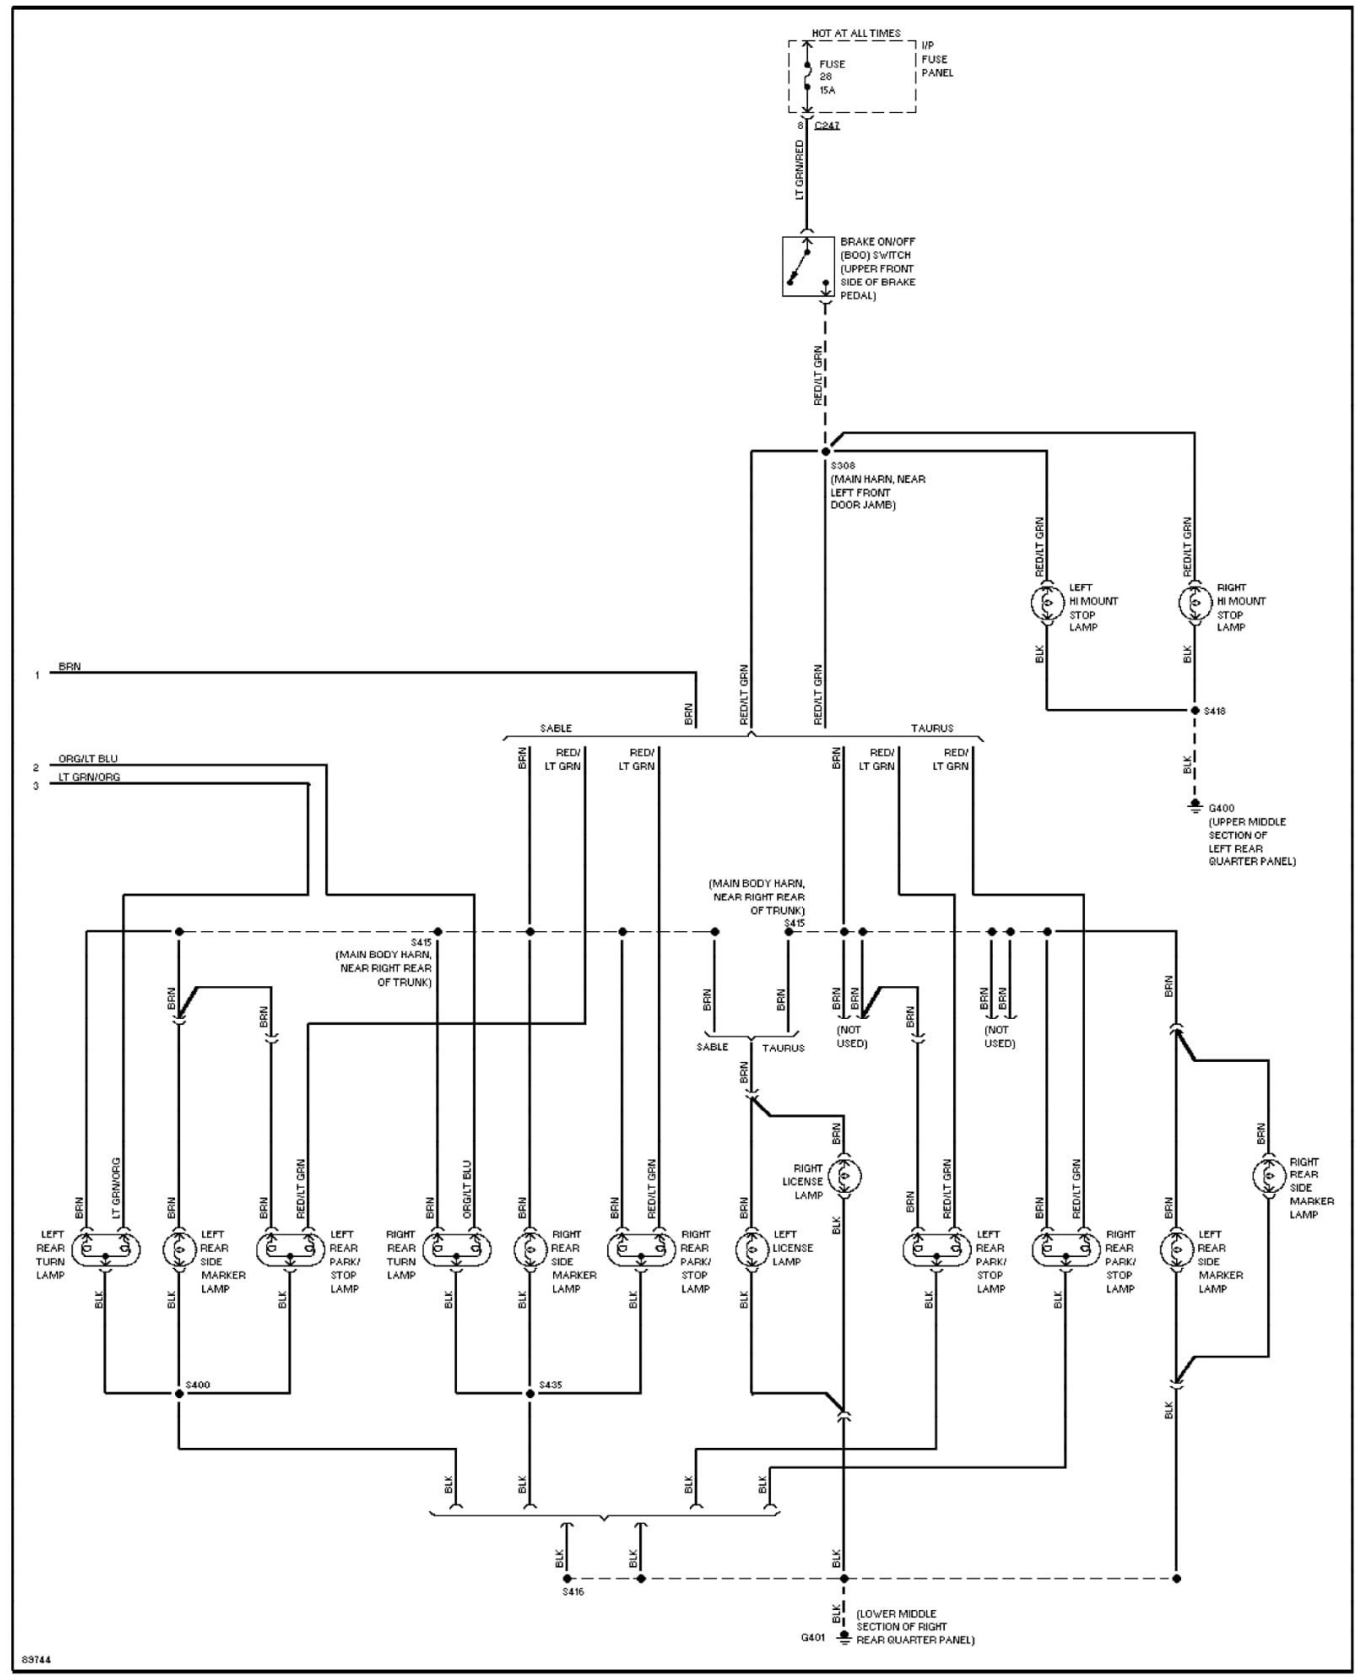 HOT AT ALL TIMES
I/P
FUSE
PANEL
FUSE
28
15A
8 C247
LT GRN/RED
BRAKE ON/OFF
(BOO) SWITCH
(UPPER FRONT
SIDE OF BRAKE
PEDAL)
RED/LT GRN
S308
(MAIN HARN, NEAR
LEFT FRONT
DOOR JAMB)
RED/LT GRN
RED/LT GRN
LEFT
HI MOUNT
STOP
LAMP
RIGHT
HI MOUNT
STOP
LAMP
BLK
BLK
1 BRN
BRN
RED/LT GRN
RED/LT GRN
S418
SABLE
TAURUS
2 ORG/LT BLU
3 LT GRN/ORG
BRN
RED/
LT GRN
RED/
LT GRN
BRN
RED/
LT GRN
RED/
LT GRN
BLK
G400
(UPPER MIDDLE
SECTION OF
LEFT REAR
QUARTER PANEL)
(MAIN BODY HARN,
NEAR RIGHT REAR
OF TRUNK)
S415
S415
(MAIN BODY HARN,
NEAR RIGHT REAR
OF TRUNK)
BRN
BRN
BRN
BRN
BRN
BRN
BRN
BRN
BRN
BRN
(NOT
USED)
(NOT
USED)
SABLE
TAURUS
BRN
BRN
BRN
RIGHT
LICENSE
LAMP
RIGHT
REAR
SIDE
MARKER
LAMP
BRN
LT GRN/ORG
BRN
BRN
RED/LT GRN
BRN
ORG/LT BLU
BRN
BRN
RED/LT GRN
BRN
BLK
BRN
RED/LT GRN
BRN
RED/LT GRN
BRN
LEFT
REAR
TURN
LAMP
LEFT
REAR
SIDE
MARKER
LAMP
LEFT
REAR
PARK/
STOP
LAMP
RIGHT
REAR
TURN
LAMP
RIGHT
REAR
SIDE
MARKER
LAMP
RIGHT
REAR
PARK/
STOP
LAMP
LEFT
LICENSE
LAMP
LEFT
REAR
PARK/
STOP
LAMP
RIGHT
REAR
PARK/
STOP
LAMP
LEFT
REAR
SIDE
MARKER
LAMP
BLK
BLK
BLK
BLK
BLK
BLK
BLK
BLK
BLK
BLK
S400
S435
BLK
BLK
BLK
BLK
BLK
BLK
BLK
BLK
S416
BLK
G401
(LOWER MIDDLE
SECTION OF RIGHT
REAR QUARTER PANEL)
89744